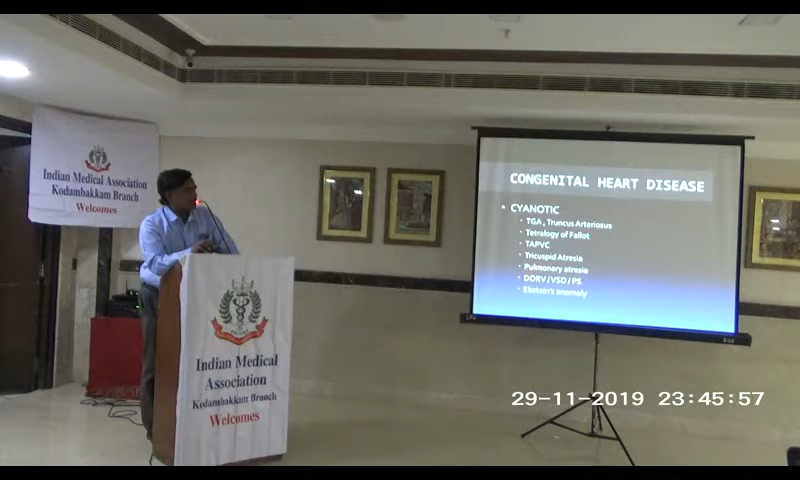 Indian Medical Association
Kodambakkam Branch
Welcomes
CONGENITAL HEART DISEASE
• CYANOTIC
• TGA , Truncus Arteriosus
• Tetralogy of Fallot
• TAPVC
• Tricuspid Atresia
• Pulmonary atresia
• DORV / VSD / PS
• Ebstein's anomaly
Indian Medical
Association
Kodambakkam Branch
Welcomes
29-11-2019 23:45:57